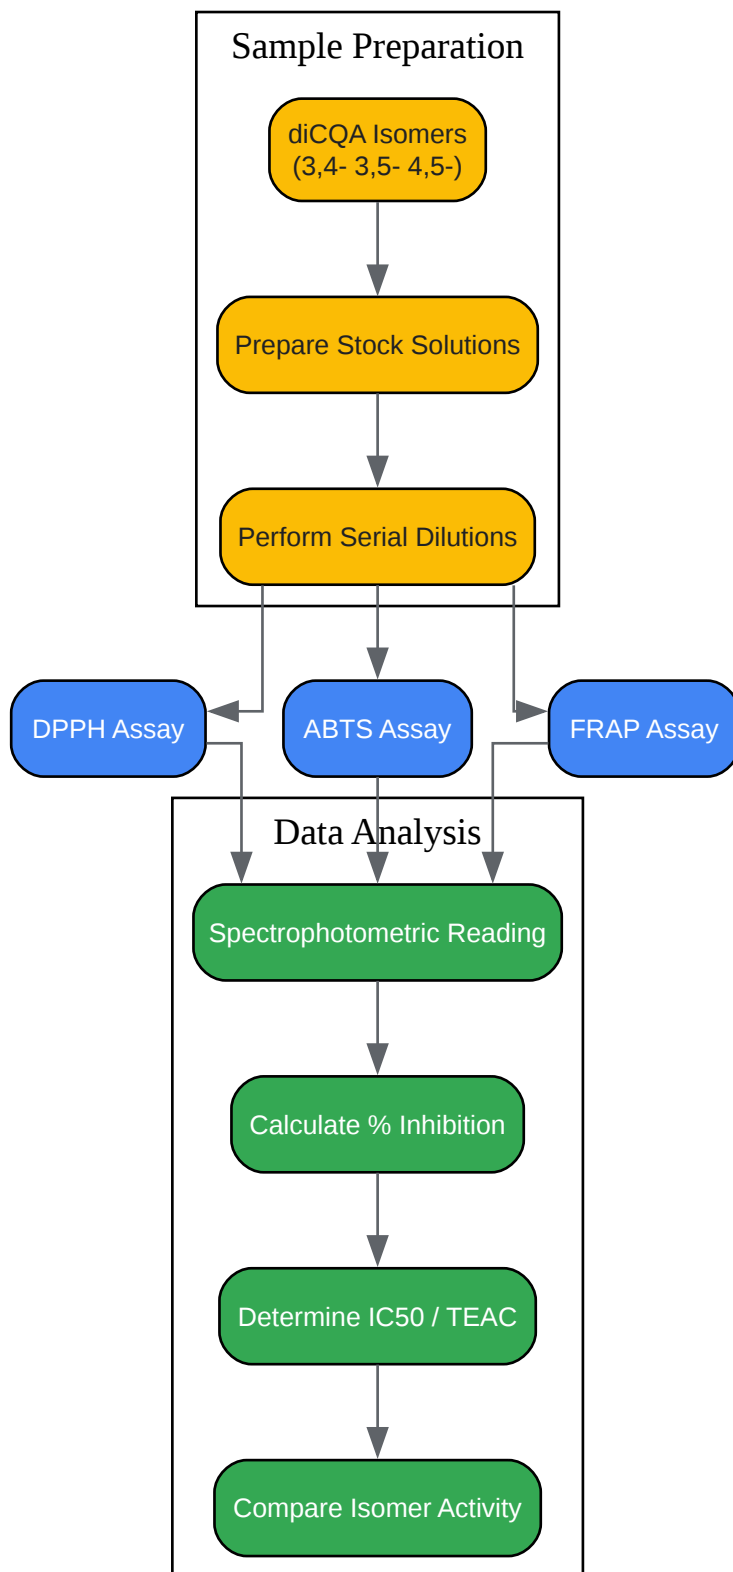 Sample Preparation
diCQA Isomers
(3,4- 3,5- 4,5-)
Prepare Stock Solutions
Perform Serial Dilutions
DPPH Assay
ABTS Assay
FRAP Assay
Data Analysis
Spectrophotometric Reading
Calculate % Inhibition
Determine IC50 / TEAC
Compare Isomer Activity